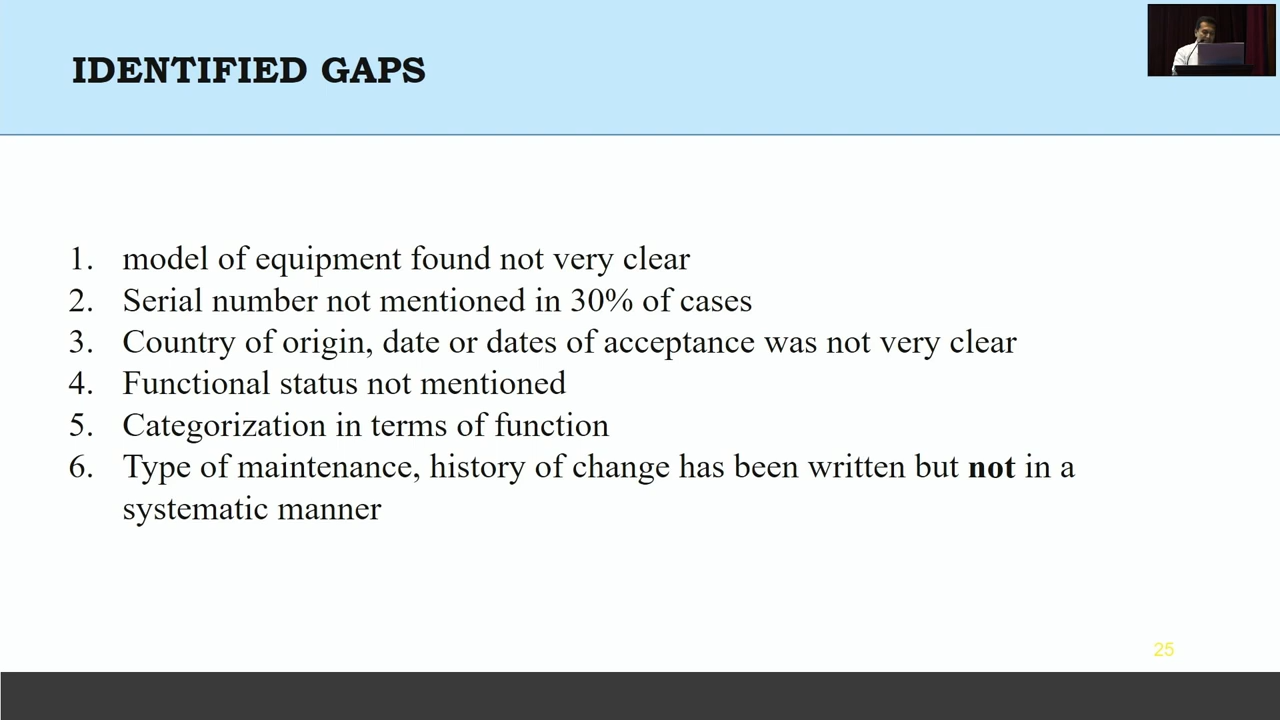 IDENTIFIED GAPS
1. model of equipment found not very clear
2. Serial number not mentioned in 30% of cases
3. Country of origin, date or dates of acceptance was not very clear
4. Functional status not mentioned
5. Categorization in terms of function
6. Type of maintenance, history of change has been written but not in a
systematic manner
25